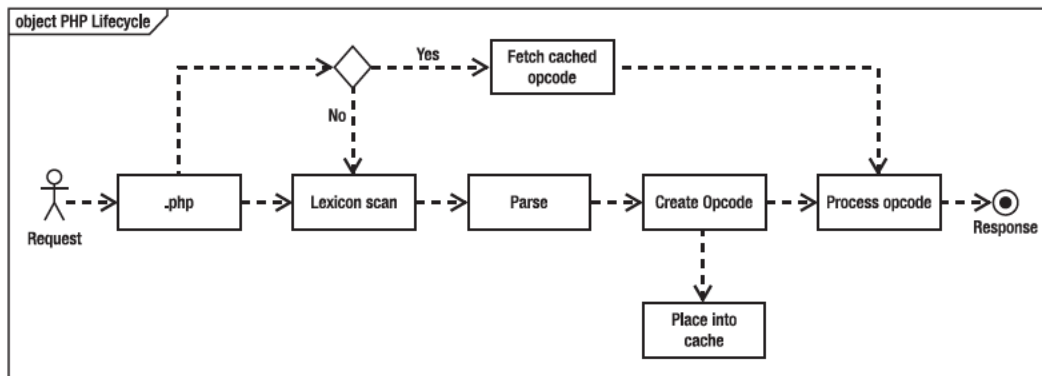 object PHP Lifecycle
Yes
Fetch cached
opcode
No
.php
Lexicon scan
Parse
Create Opcode
Process opcode
Request
Response
Place into
cache